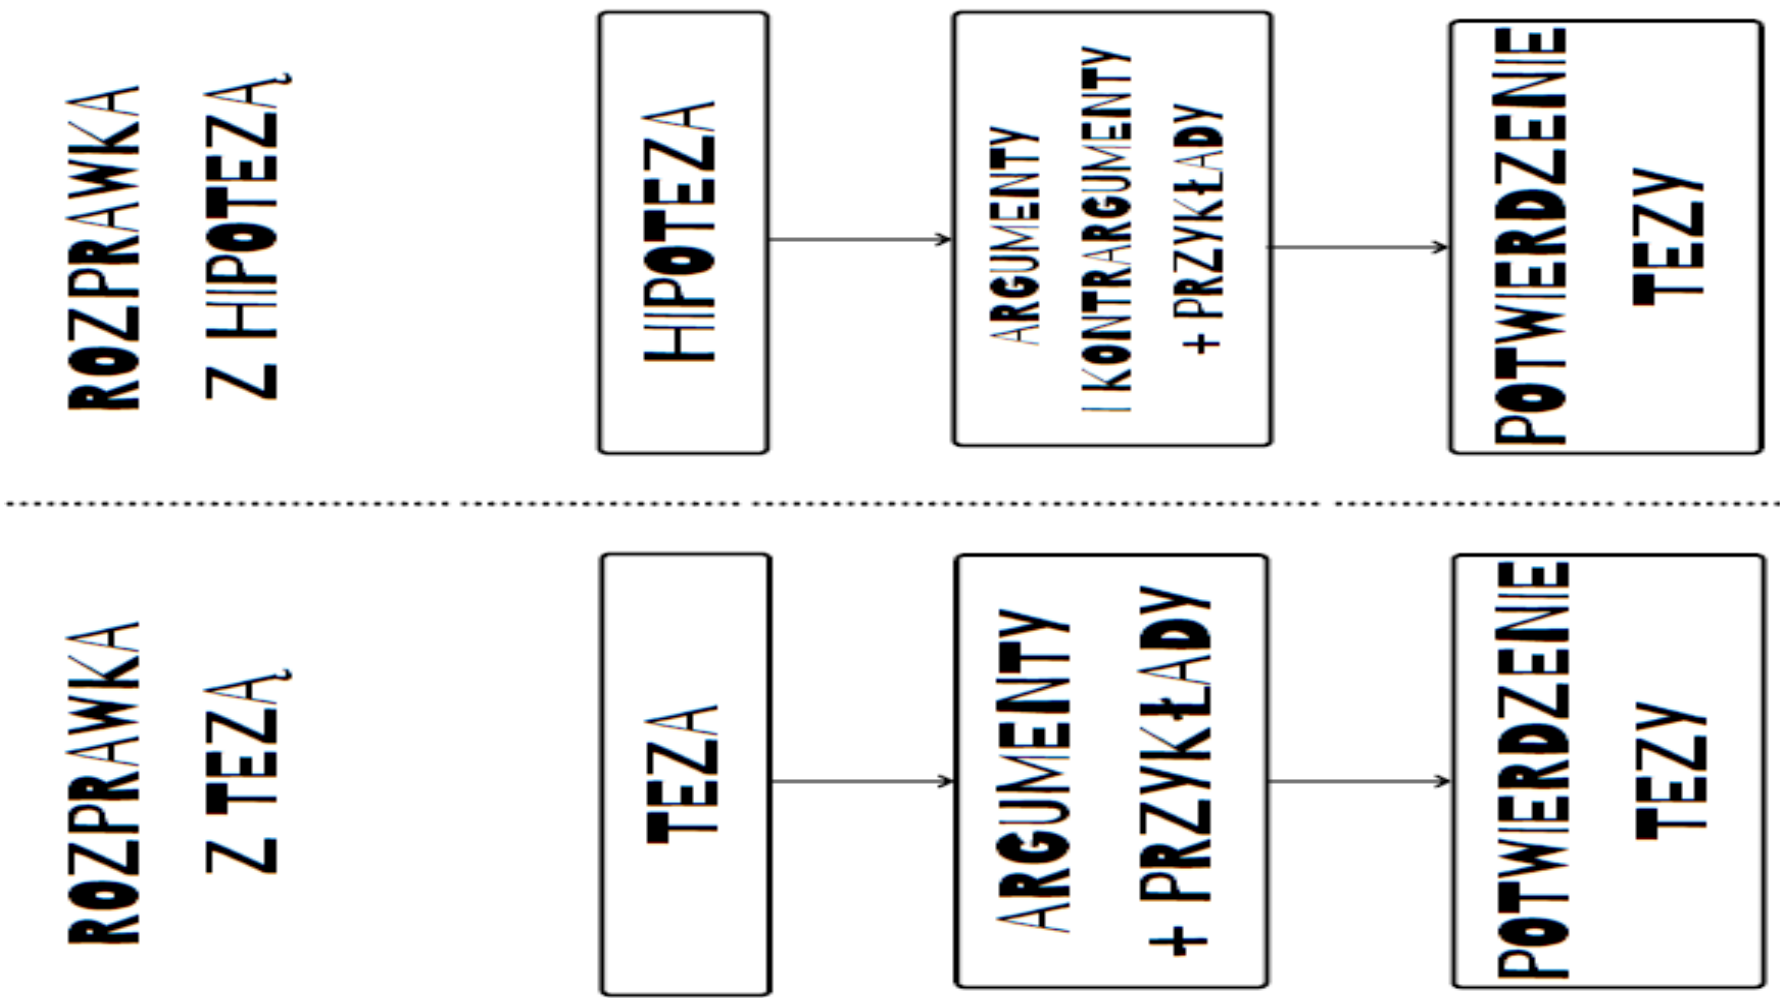 ROZPRAWKA
Z TEZĄ
TEZA
ARGUMENTY
+ PRZYKŁADY
POTWIERDZENIE
TEZY
ROZPRAWKA
Z HIPOTEZĄ
HIPOTEZA
ARGUMENTY
I KONTRARGUMENTY
+ PRZYKŁADY
POTWIERDZENIE
TEZY